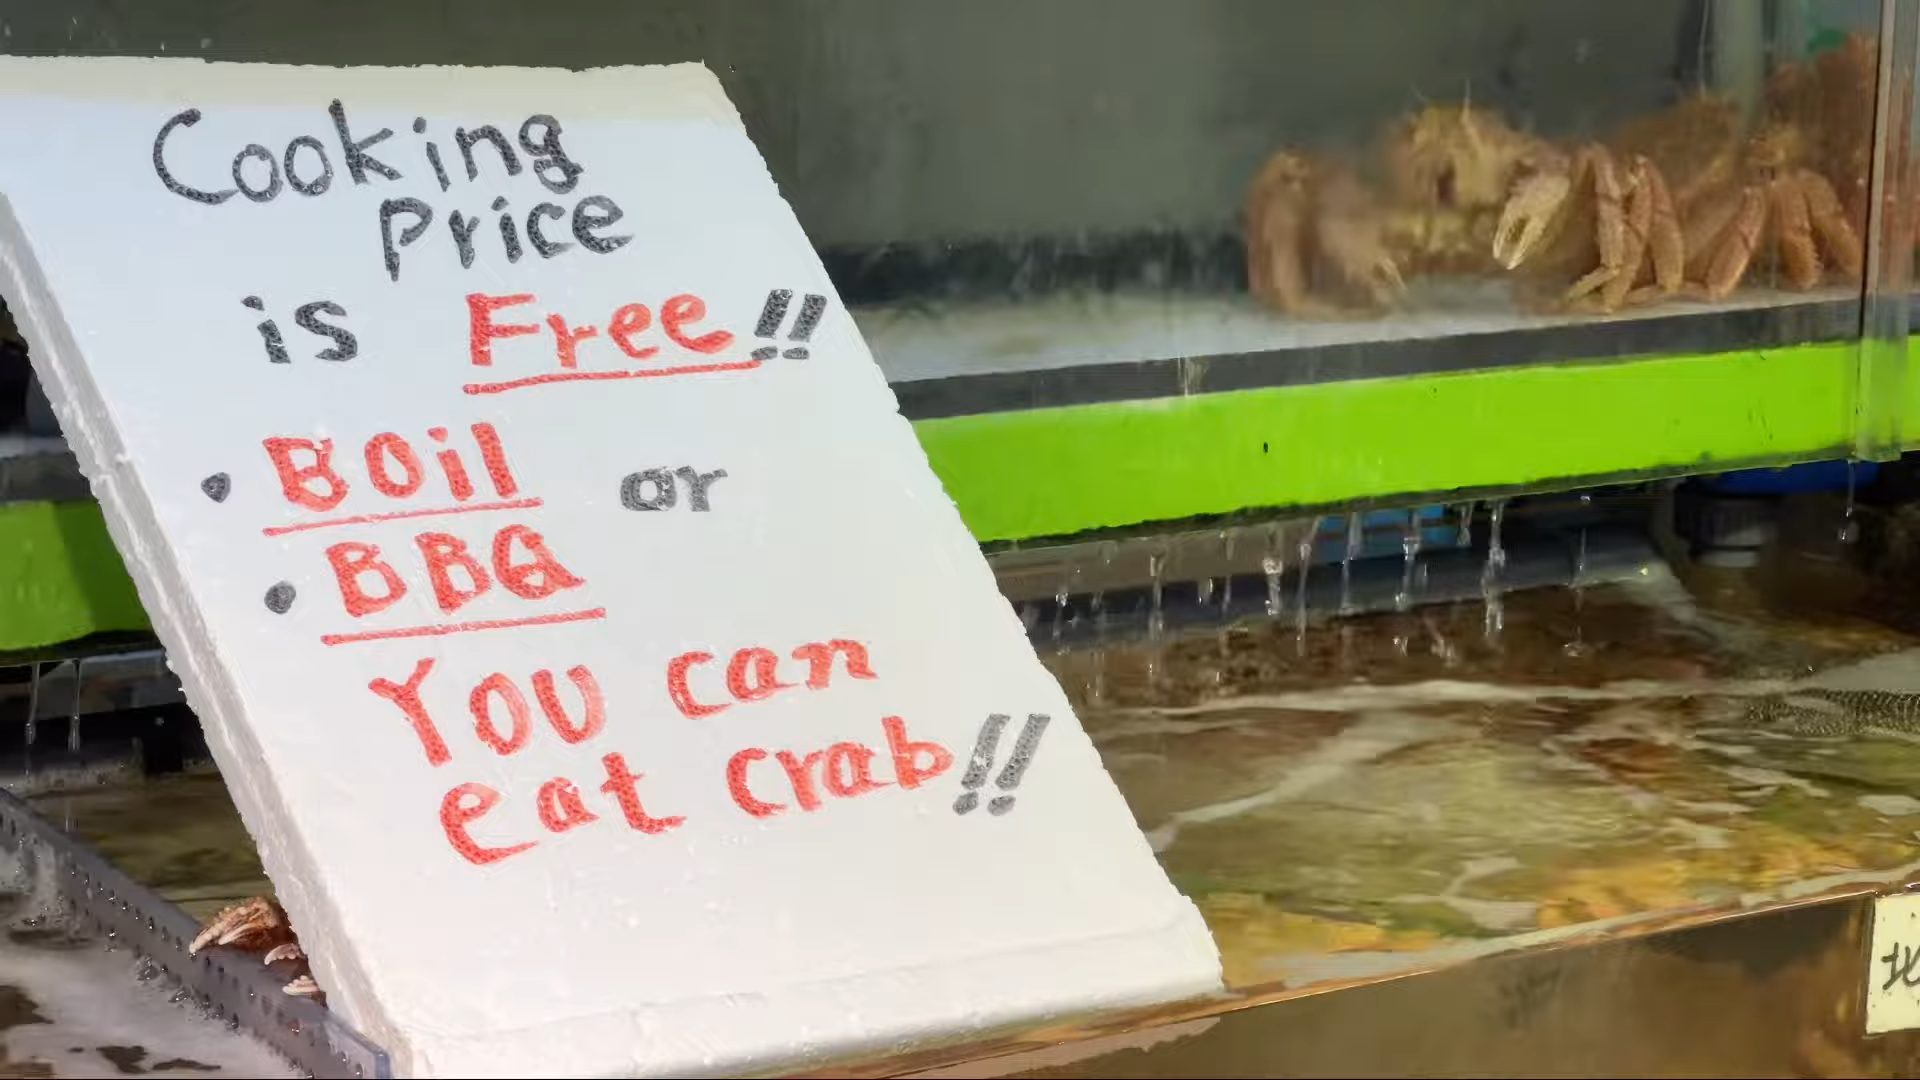 Cooking
Price
is Free!!
• Boil or
• BBQ
You can
eat crab!!